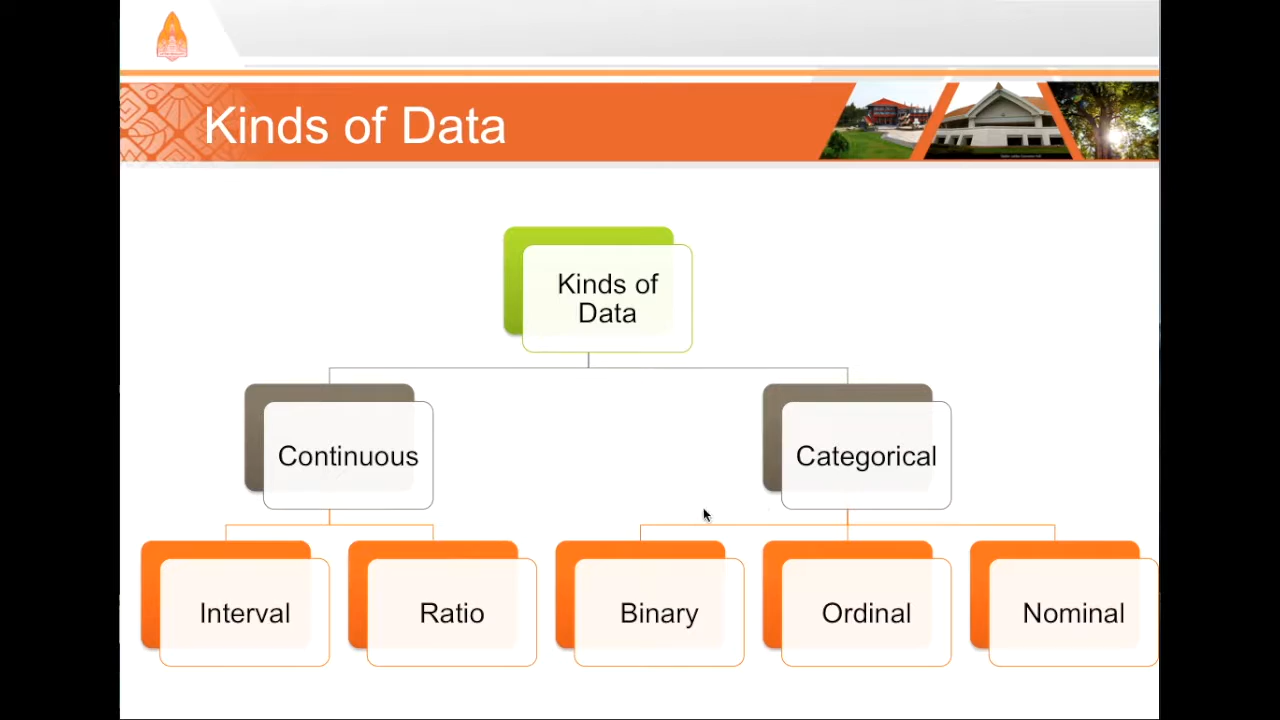 Kinds of Data
Kinds of
Data
Continuous
Categorical
Interval
Ratio
Binary
Ordinal
Nominal